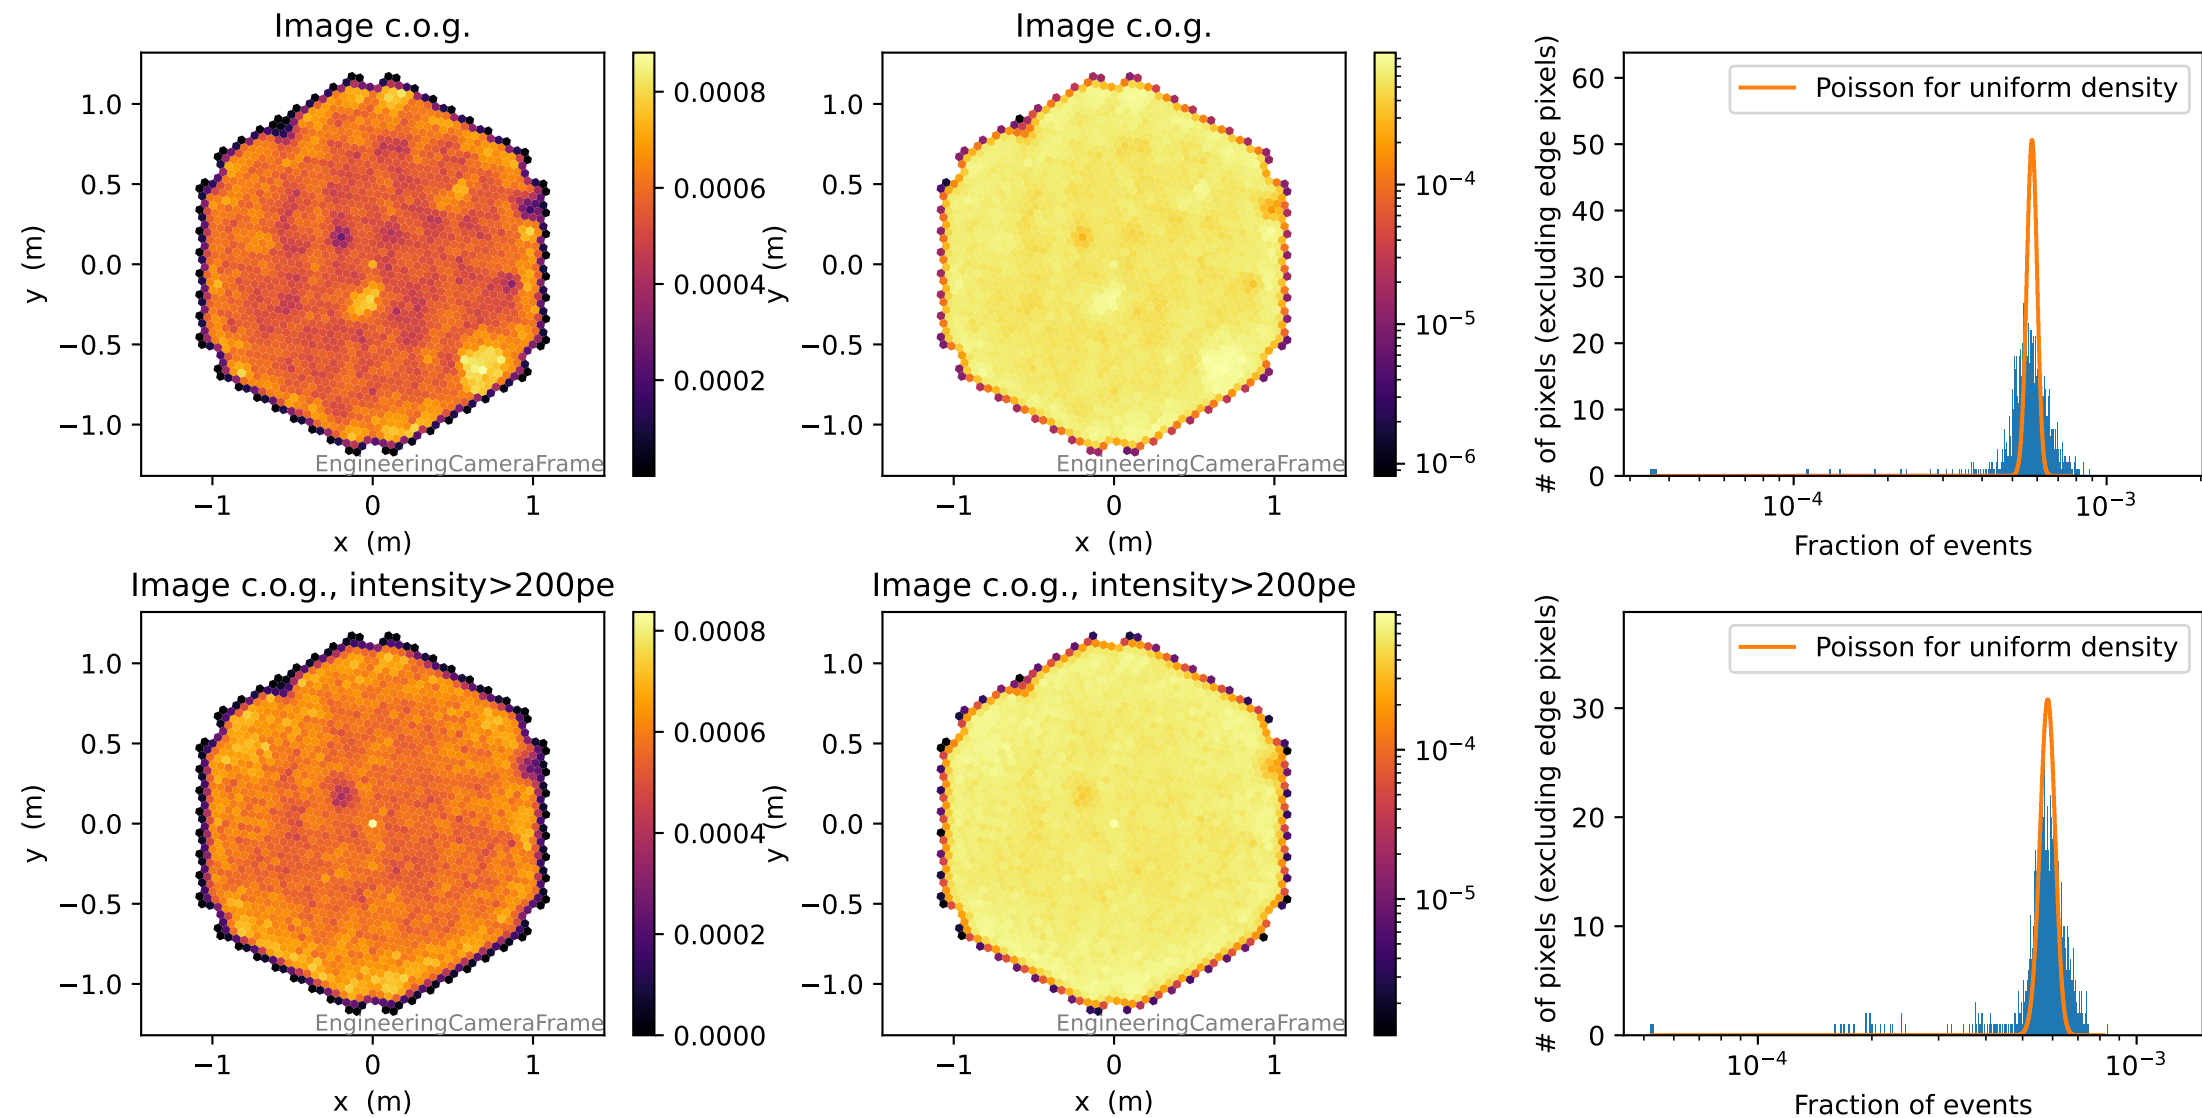 Image c.o.g.
1.0
0.5
0.0
−0.5
−1.0
y (m)
−1
0
1
x (m)
EngineeringCameraFrame
0.0008
0.0006
0.0004
0.0002
Image c.o.g.
1.0
0.5
0.0
−0.5
−1.0
y (m)
−1
0
1
x (m)
EngineeringCameraFrame
10⁻⁴
10⁻⁵
10⁻⁶
# of pixels (excluding edge pixels)
60
50
40
30
20
10
0
Poisson for uniform density
10⁻⁴
10⁻³
Fraction of events
Image c.o.g., intensity>200pe
1.0
0.5
0.0
−0.5
−1.0
y (m)
−1
0
1
x (m)
EngineeringCameraFrame
0.0008
0.0006
0.0004
0.0002
0.0000
Image c.o.g., intensity>200pe
1.0
0.5
0.0
−0.5
−1.0
y (m)
−1
0
1
x (m)
EngineeringCameraFrame
10⁻⁴
10⁻⁵
# of pixels (excluding edge pixels)
30
20
10
0
Poisson for uniform density
10⁻⁴
10⁻³
Fraction of events